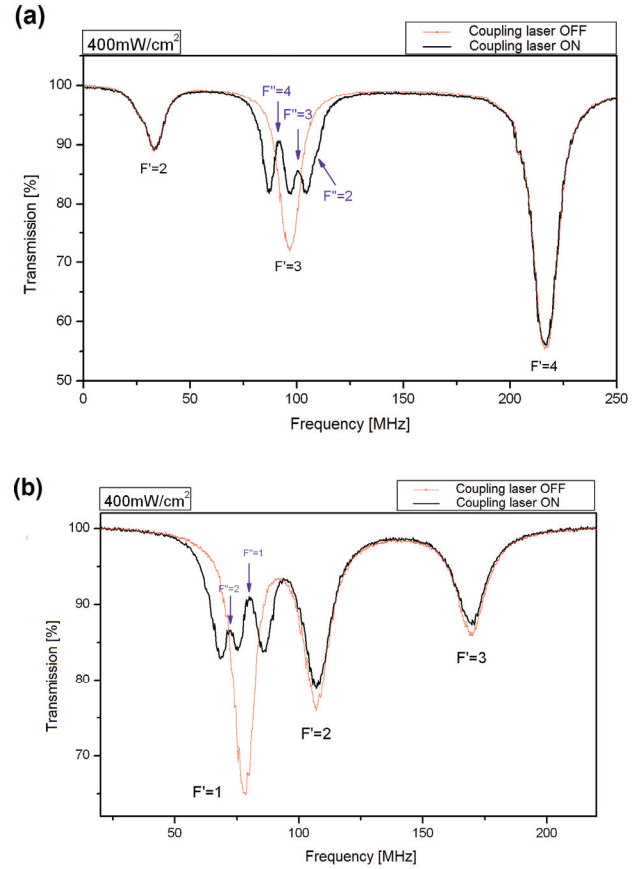 (a)
400mW/cm²
Coupling laser OFF
Coupling laser ON
100
90
80
70
60
50
Transmission [%]
F"=4
F"=3
F"=2
F'=2
F'=3
F'=4
0
50
100
150
200
250
Frequency [MHz]
(b)
400mW/cm²
Coupling laser OFF
Coupling laser ON
100
90
80
70
Transmission [%]
F"=1
F"=2
F'=3
F'=2
F'=1
50
100
150
200
Frequency [MHz]